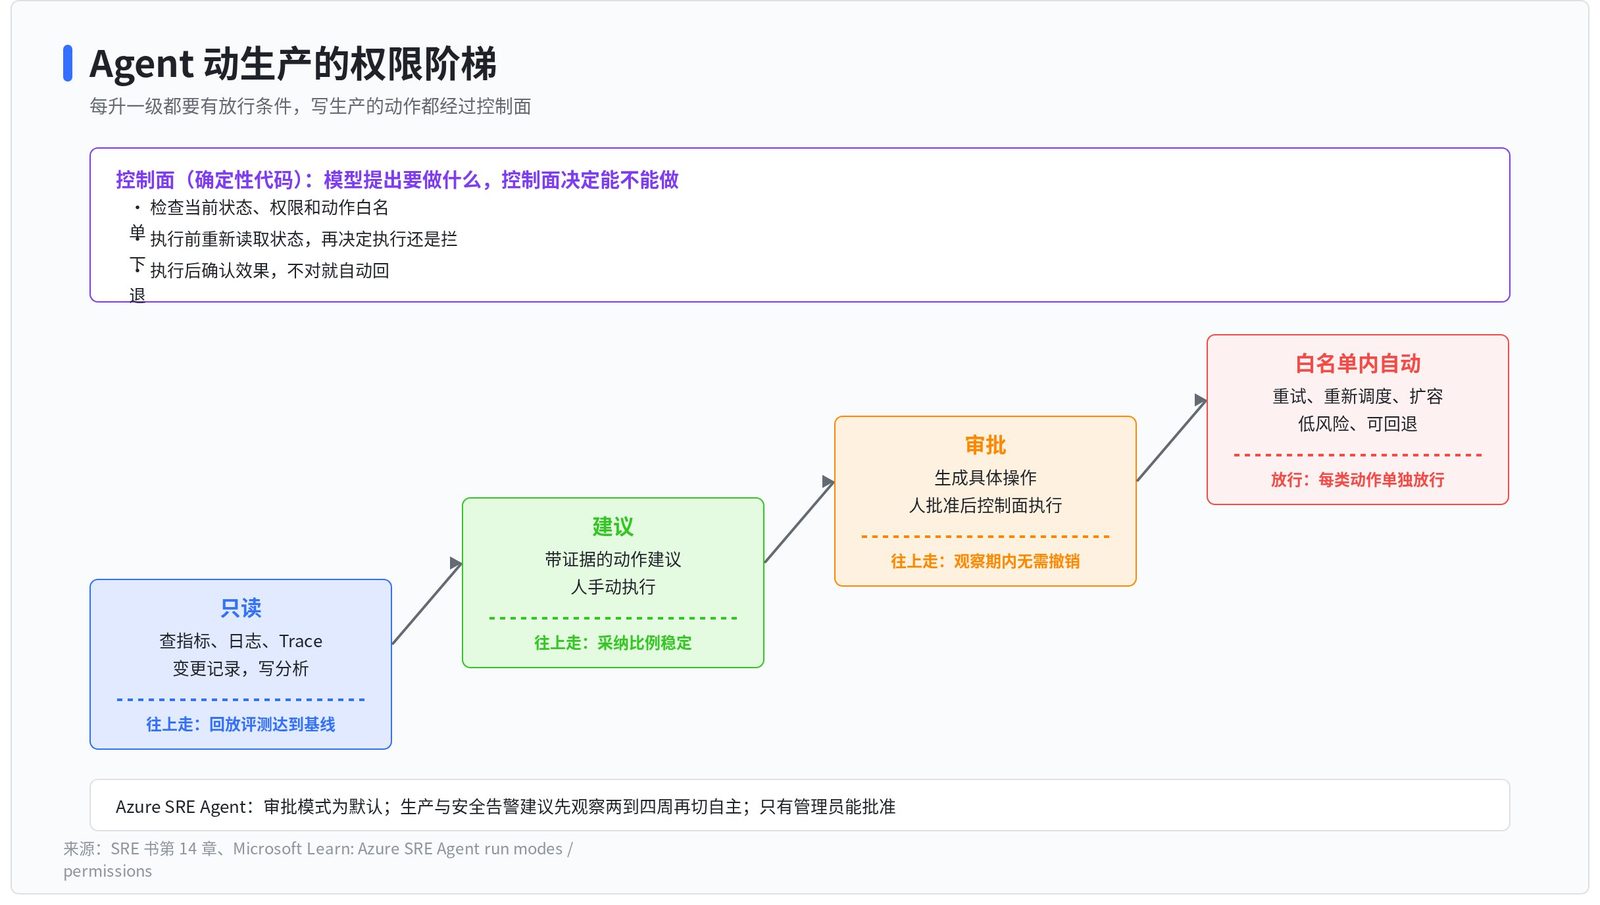 Agent 动生产的权限阶梯
每升一级都要有放行条件，写生产的动作都经过控制面
控制面（确定性代码）：模型提出要做什么，控制面决定能不能做
· 检查当前状态、权限和动作白名
单
· 执行前重新读取状态，再决定执行还是拦
下
· 执行后确认效果，不对就自动回
退
白名单内自动
重试、重新调度、扩容
低风险、可回退
放行：每类动作单独放行
审批
生成具体操作
人批准后控制面执行
往上走：观察期内无需撤销
建议
带证据的动作建议
人手动执行
往上走：采纳比例稳定
只读
查指标、日志、Trace
变更记录，写分析
往上走：回放评测达到基线
Azure SRE Agent：审批模式为默认；生产与安全告警建议先观察两到四周再切自主；只有管理员能批准
来源：SRE 书第 14 章、Microsoft Learn: Azure SRE Agent run modes /
permissions